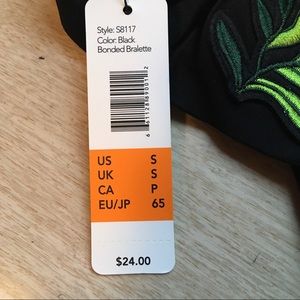 Style: S8117
Color: Black
Bonded Bralette
US S
UK S
CA P
EU/JP 65
$24.00